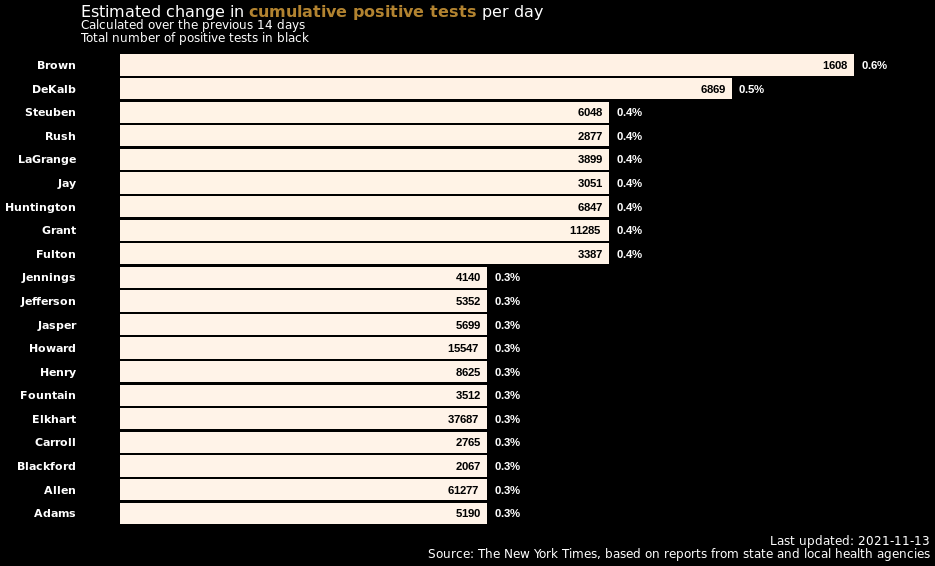 Estimated change in cumulative positive tests per day
Calculated over the previous 14 days
Total number of positive tests in black
Brown 1608 0.6%
DeKalb 6869 0.5%
Steuben 6048 0.4%
Rush 2877 0.4%
LaGrange 3899 0.4%
Jay 3051 0.4%
Huntington 6847 0.4%
Grant 11285 0.4%
Fulton 3387 0.4%
Jennings 4140 0.3%
Jefferson 5352 0.3%
Jasper 5699 0.3%
Howard 15547 0.3%
Henry 8625 0.3%
Fountain 3512 0.3%
Elkhart 37687 0.3%
Carroll 2765 0.3%
Blackford 2067 0.3%
Allen 61277 0.3%
Adams 5190 0.3%
Last updated: 2021-11-13
Source: The New York Times, based on reports from state and local health agencies